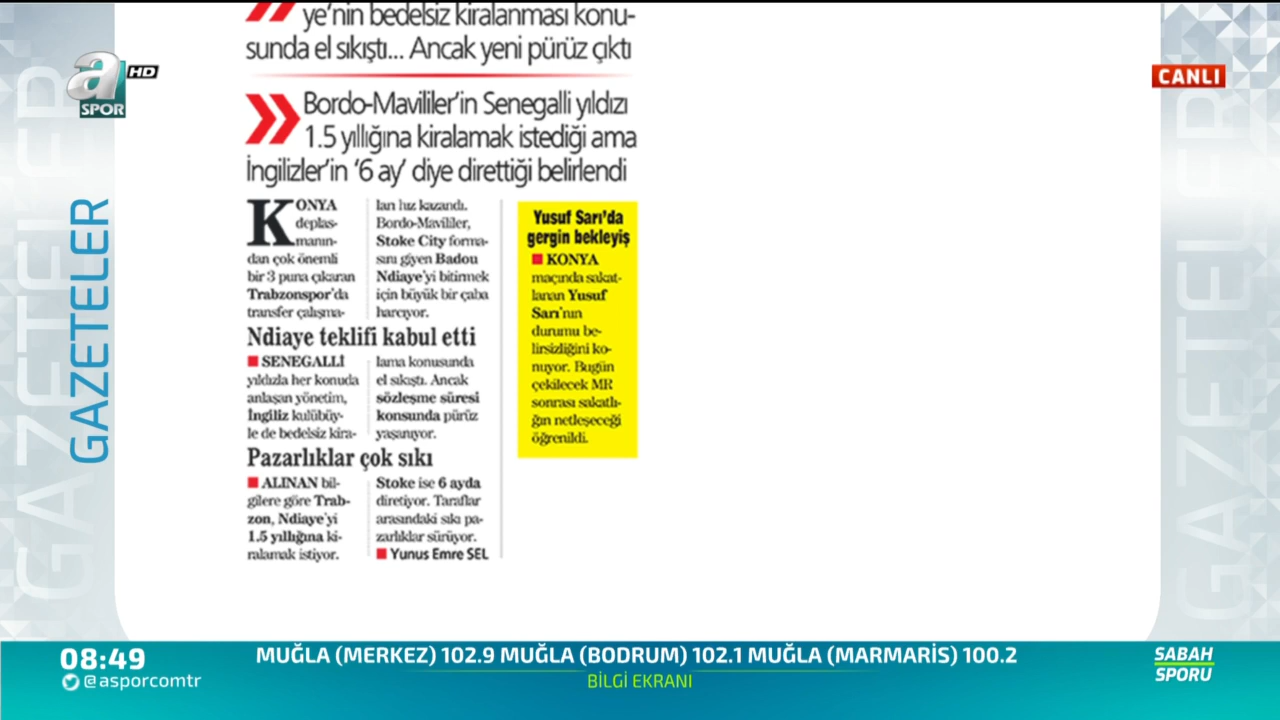 ye'nin bedelsiz kiralanması konu-
sunda el sıkıştı... Ancak yeni pürüz çıktı
a HD
SPOR
CANLI
Bordo-Mavililer'in Senegalli yıldızı
1.5 yıllığına kiralamak istediği ama
İngilizler'in '6 ay' diye direttiği belirlendi
GAZETELER
GAZETELER
GAZETELER
KONYA
deplas-
manın-
dan çok önemli
bir 3 puna çıkaran
Trabzonspor'da
transfer çalışma-
ları hız kazandı.
Bordo-Mavililer,
Stoke City forma-
sını giyen Badou
Ndiaye'yi bitirmek
için büyük bir çaba
harcıyor.
Ndiaye teklifi kabul etti
SENEGALLİ
yıldızla her konuda
anlaşan yönetim,
İngiliz kulübüy-
le de bedelsiz kira-
lama konusunda
el sıkıştı. Ancak
sözleşme süresi
konsunda pürüz
yaşanıyor.
Pazarlıklar çok sıkı
ALINAN bil-
gilere göre Trab-
zon, Ndiaye'yi
1.5 yıllığına ki-
ralamak istiyor.
Stoke ise 6 ayda
diretiyor. Taraflar
arasındaki sıkı pa-
zarlıklar sürüyor.
Yunus Emre SEL
Yusuf Sarı'da
gergin bekleyiş
KONYA
maçında sakat-
lanan Yusuf
Sarı'nın
durumu be-
lirsizliğini ko-
nuyor. Bugün
çekilecek MR
sonrası sakatlı-
ğın netleşeceği
öğrenildi.
08:49
@asporcomtr
MUĞLA (MERKEZ) 102.9 MUĞLA (BODRUM) 102.1 MUĞLA (MARMARİS) 100.2
BİLGİ EKRANI
SABAH
SPORU